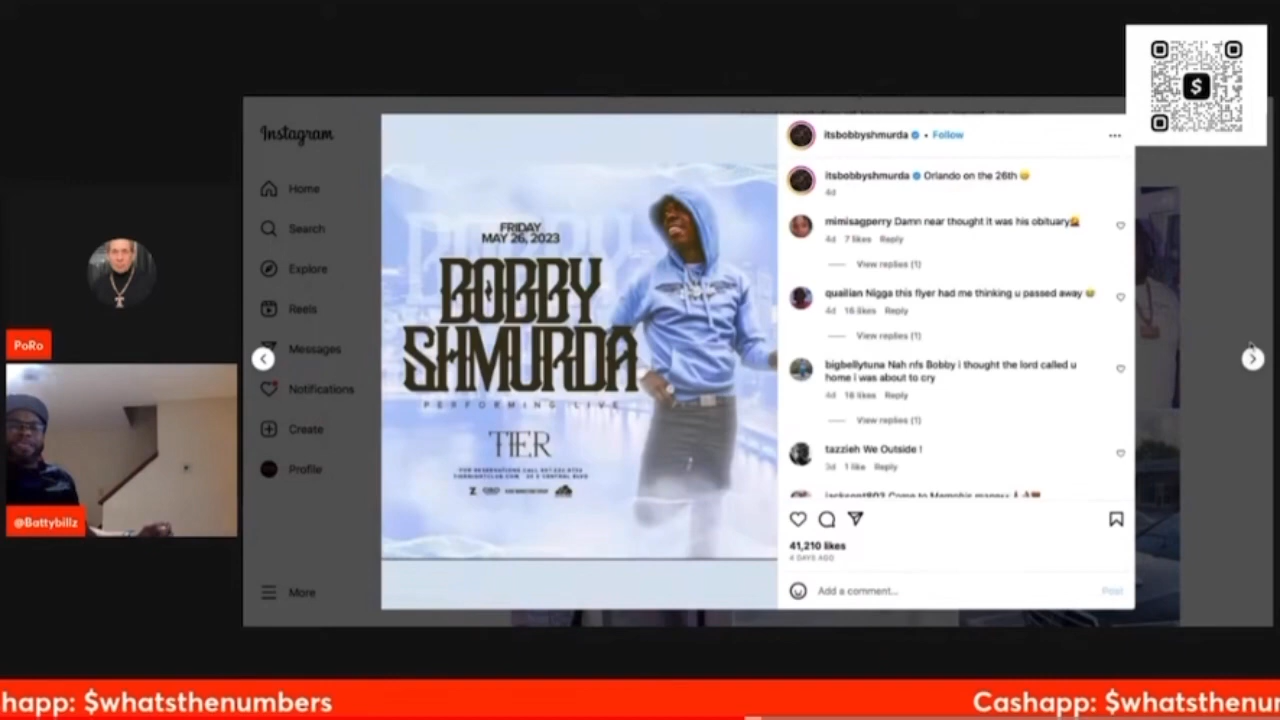 Instagram
Home
Search
Explore
Reels
Messages
Notifications
Create
Profile
More
PoRo
@Battybillz
FRIDAY
MAY 26, 2023
BOBBY
SHMURDA
PERFORMING LIVE
TIER
itsbobbyshmurda • Follow
itsbobbyshmurda Orlando on the 26th
4d
mimisagperry Damn near thought it was his obituary
4d 7 likes Reply
View replies (1)
quailian Nigga this flyer had me thinking u passed away
4d 16 likes Reply
View replies (1)
bigbellytuna Nah nfs Bobby i thought the lord called u
home i was about to cry
4d 16 likes Reply
View replies (1)
tazzieh We Outside !
3d 1 like Reply
41,210 likes
4 DAYS AGO
Add a comment...
Post
happ: $whatsthenumbers
Cashapp: $whatsthenur